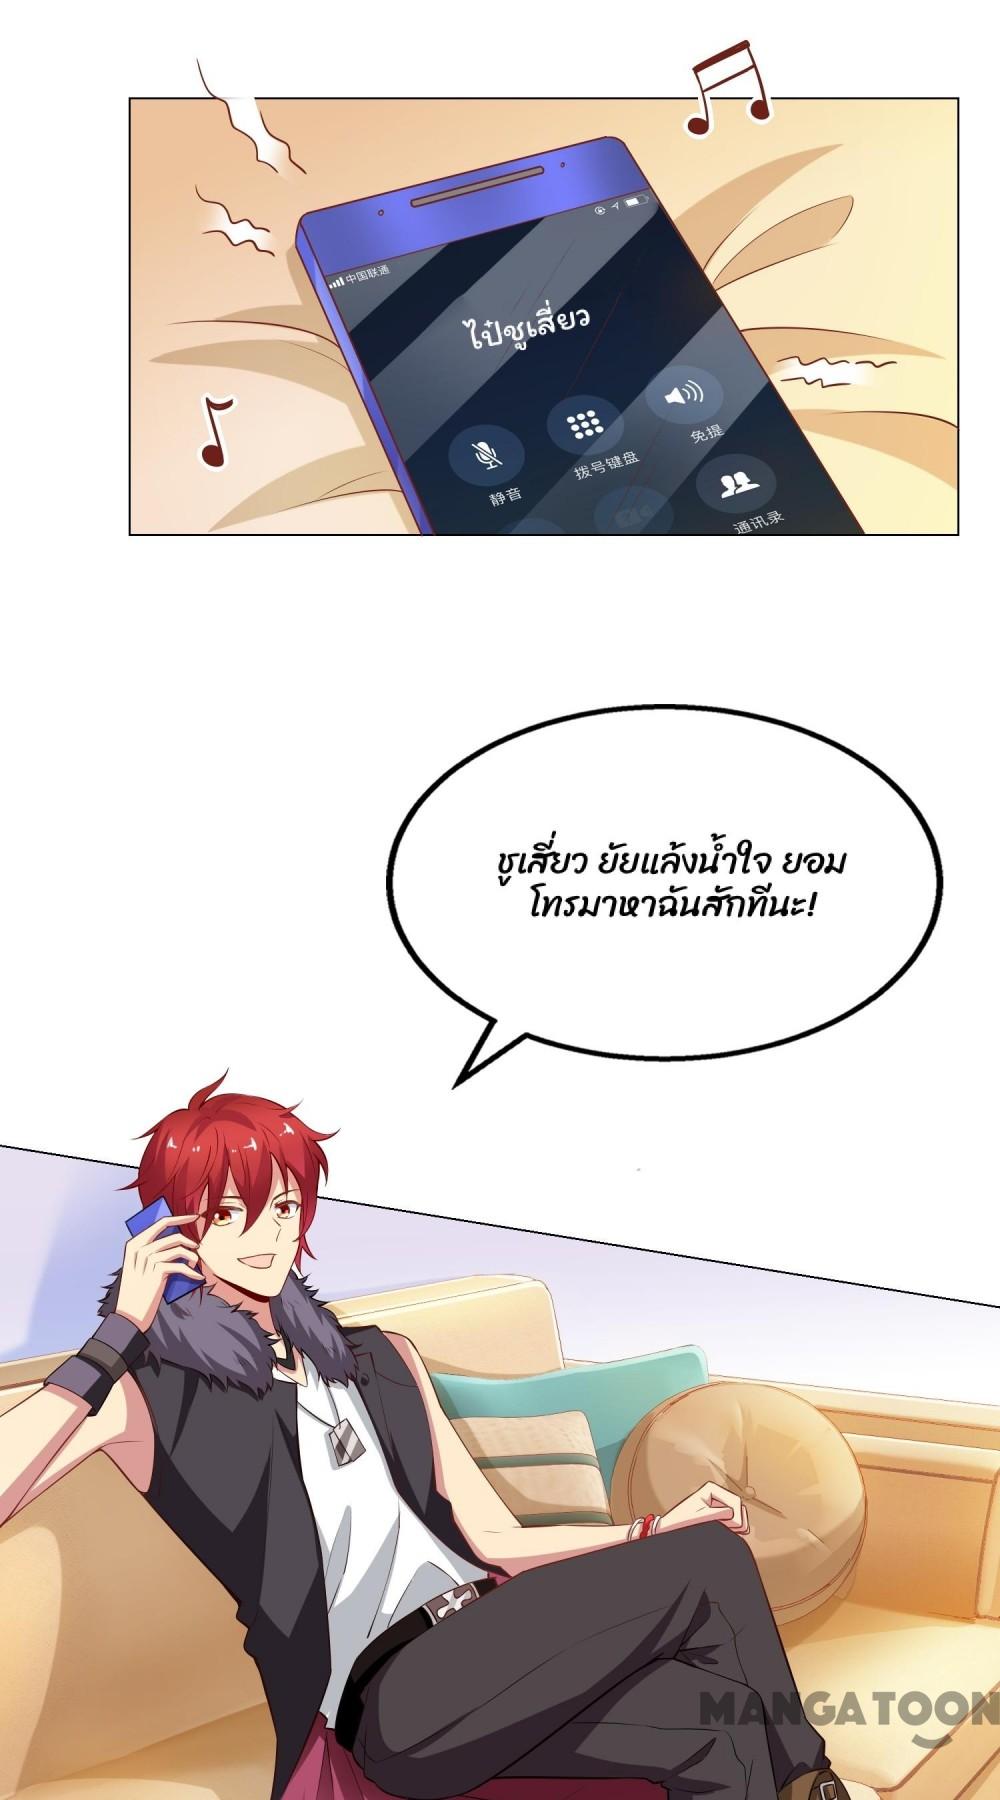 中国联通
ไป๋ชูเสี่ยว
静音
拨号键盘
免提
通讯录
ชูเสี่ยว ยัยแล้งน้ำใจ ยอม
โทรมาหาฉันสักทีนะ!
MANGATOON